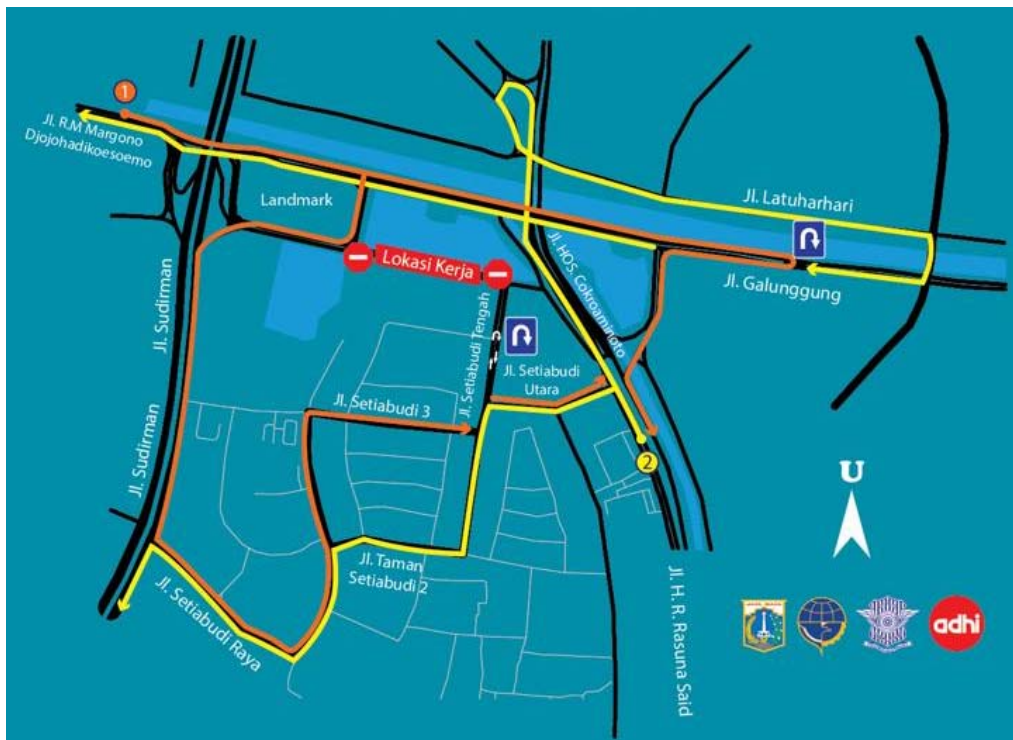 1
Jl. R.M Margono
Djojohadikoesoemo
Landmark
Jl. Latuharhari
Lokasi Kerja
Jl. Galunggung
Jl. HOS. Cokroaminoto
Jl. Sudirman
Jl. Setiabudi Tengah
Jl. Setiabudi
Utara
Jl. Setiabudi 3
Jl. Sudirman
2
U
Jl. Taman
Setiabudi 2
Jl. Setiabudi Raya
Jl. H. R. Rasuna Said
adhi